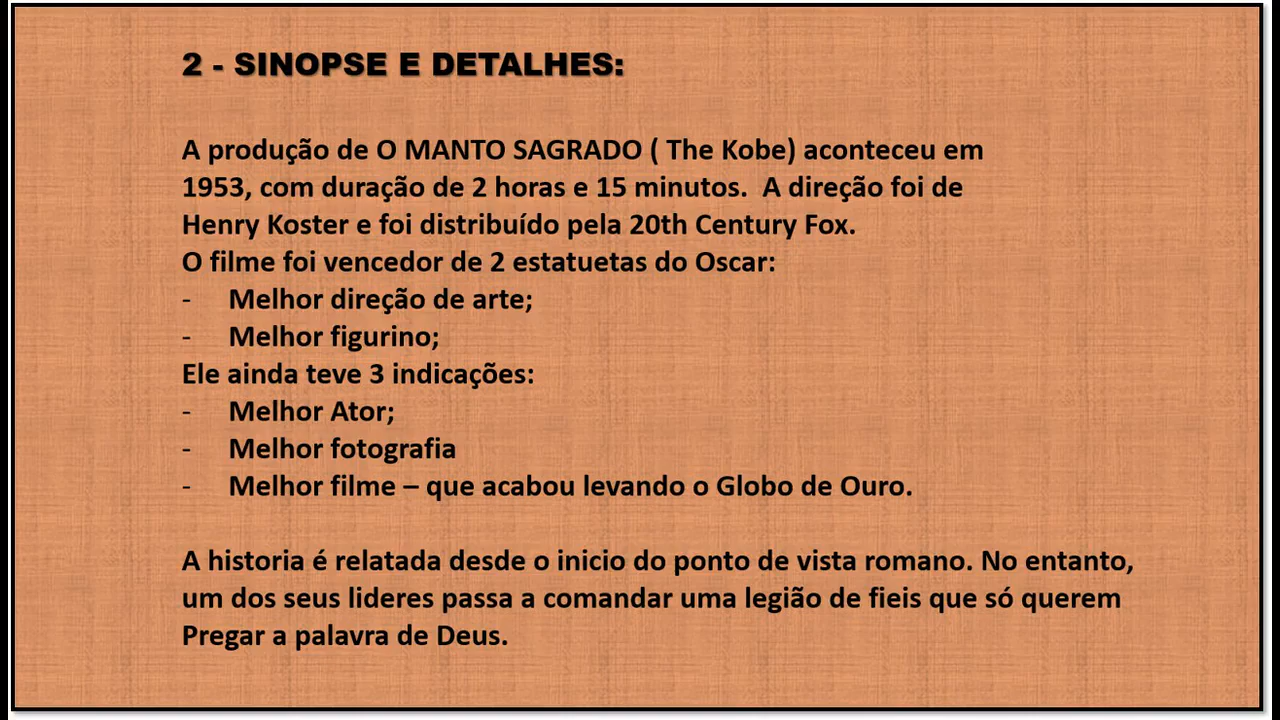 2 - SINOPSE E DETALHES:
A produção de O MANTO SAGRADO ( The Kobe) aconteceu em
1953, com duração de 2 horas e 15 minutos.  A direção foi de
Henry Koster e foi distribuído pela 20th Century Fox.
O filme foi vencedor de 2 estatuetas do Oscar:
- Melhor direção de arte;
- Melhor figurino;
Ele ainda teve 3 indicações:
- Melhor Ator;
- Melhor fotografia
- Melhor filme – que acabou levando o Globo de Ouro.
A historia é relatada desde o inicio do ponto de vista romano. No entanto,
um dos seus lideres passa a comandar uma legião de fieis que só querem
Pregar a palavra de Deus.